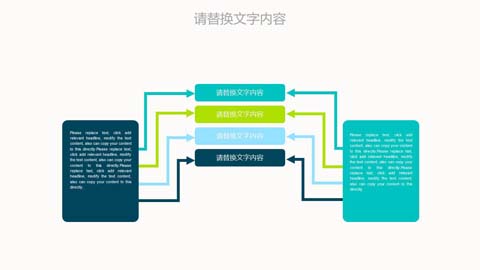 请替换文字内容
请替换文字内容
请替换文字内容
请替换文字内容
请替换文字内容
Please replace text, click add
relevant headline, modify the text
content, also can copy your content
to this directly.Please replace text,
click add relevant headline, modify
the text content, also can copy your
content to this directly.Please
replace text, click add relevant
headline, modify the text content,
also can copy your content to this
directly.
Please replace text, click add
relevant headline, modify the text
content, also can copy your content
to this directly.Please replace text,
click add relevant headline, modify
the text content, also can copy your
content to this directly.Please
replace text, click add relevant
headline, modify the text content,
also can copy your content to this
directly.